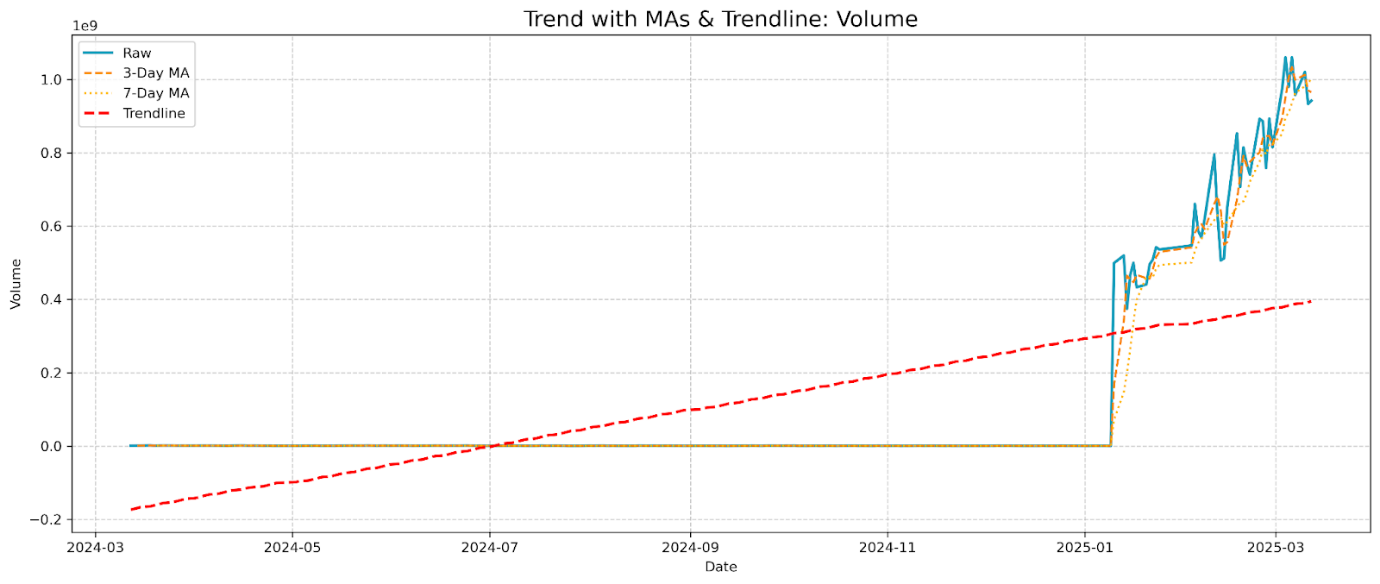 Trend with MAs & Trendline: Volume
1e9
Raw
3-Day MA
7-Day MA
Trendline
1.0
0.8
0.6
0.4
0.2
0.0
−0.2
Volume
2024-03 2024-05 2024-07 2024-09 2024-11 2025-01 2025-03
Date